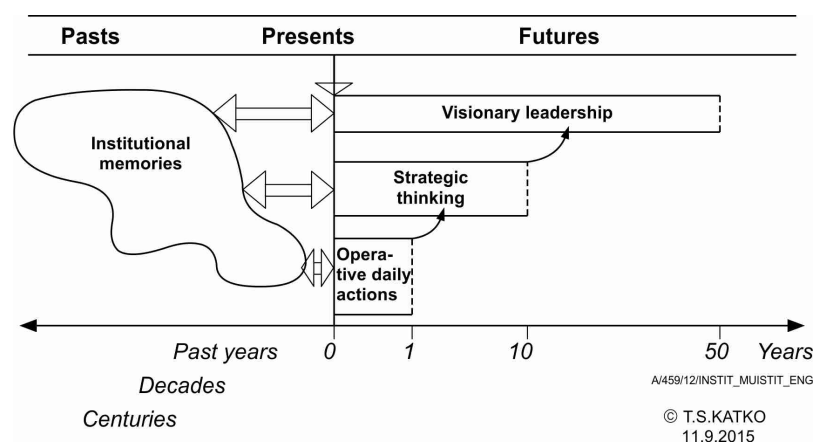 Pasts Presents Futures
Visionary leadership
Institutional
memories
Strategic
thinking
Opera-
tive daily
actions
Past years 0 1 10 50 Years
Decades
Centuries
A/459/12/INSTIT_MUISTIT_ENG
© T.S.KATKO
11.9.2015